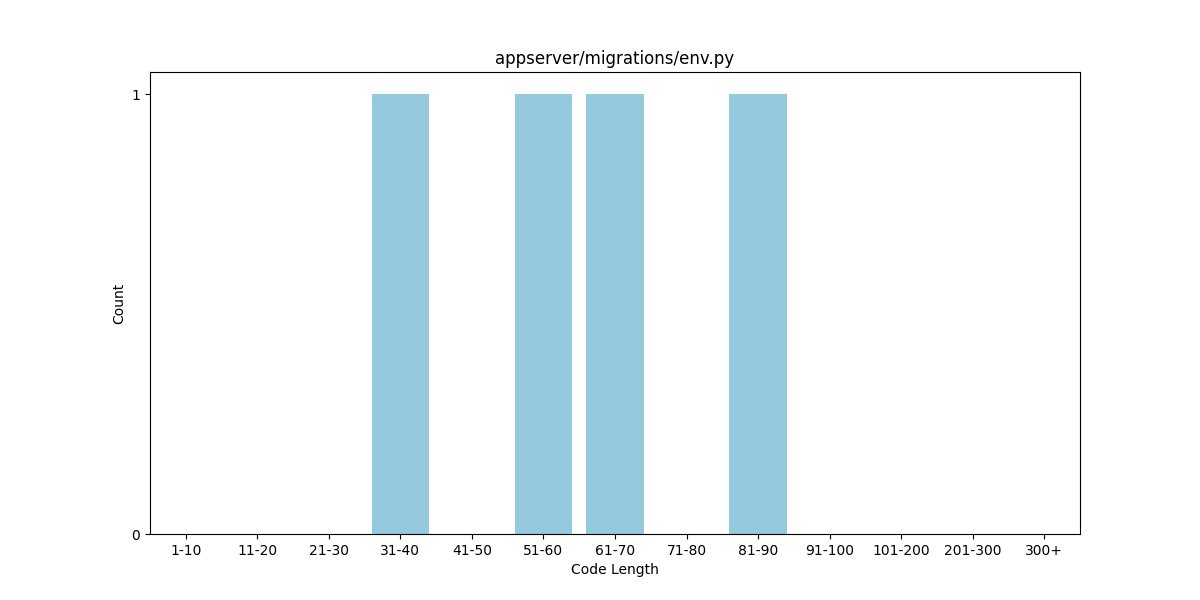 appserver/migrations/env.py
1
Count
0
1-10 11-20 21-30 31-40 41-50 51-60 61-70 71-80 81-90 91-100 101-200 201-300 300+
Code Length